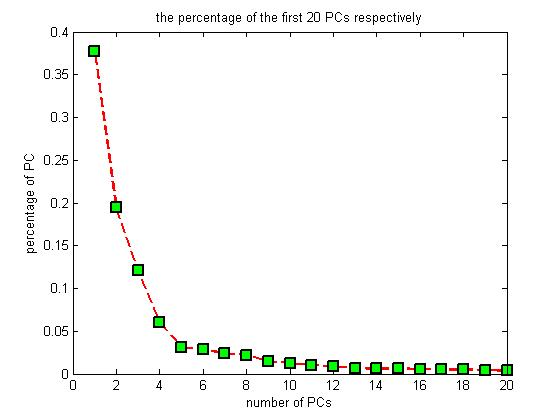 the percentage of the first 20 PCs respectively
0.4
0.35
0.3
0.25
0.2
0.15
0.1
0.05
0
percentage of PC
0 2 4 6 8 10 12 14 16 18 20
number of PCs